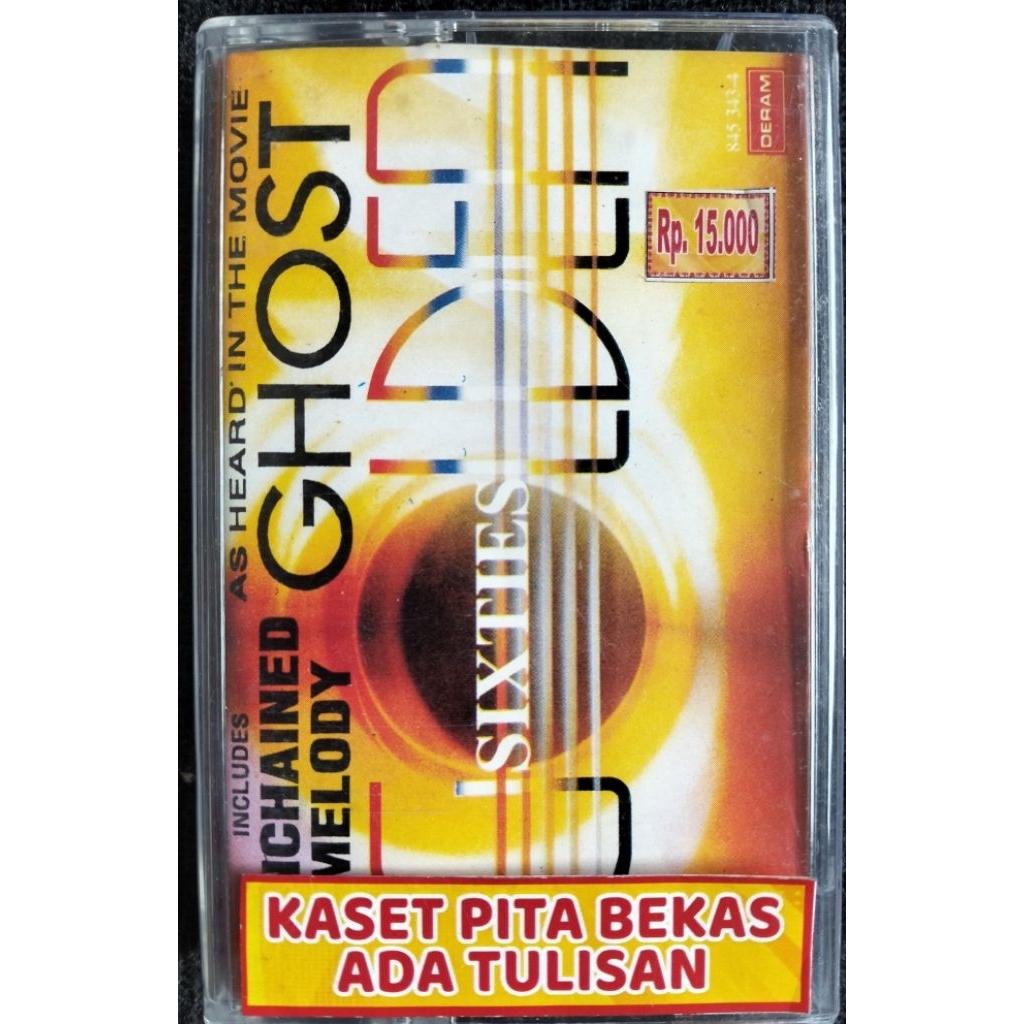 INCLUDES
UNCHAINED
MELODY
AS HEARD IN THE MOVIE
GHOST
GOLDEN
SIXTIES
Rp. 15.000
845 343-4
DERAM
KASET PITA BEKAS
ADA TULISAN